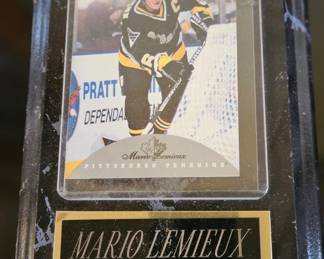 PRATT
DEPENDA
Mario Lemieux
PITTSBURGH PENGUINS
MARIO LEMIEUX